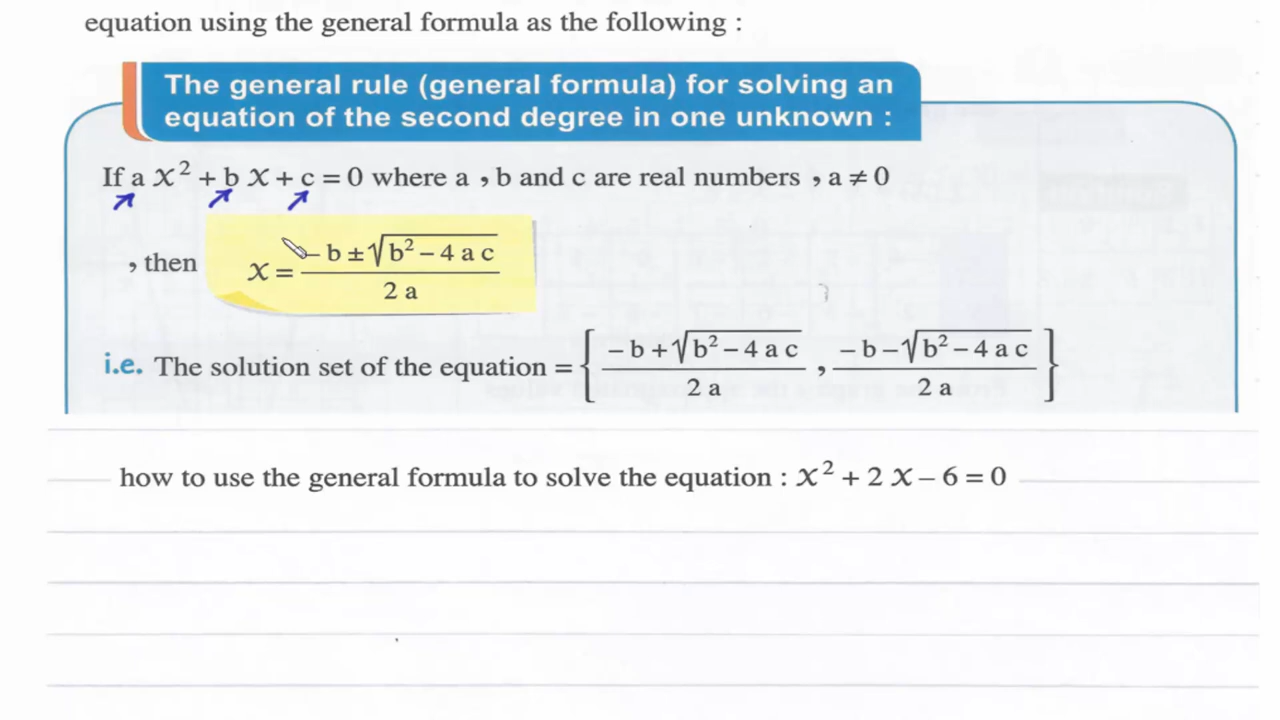 equation using the general formula as the following :
The general rule (general formula) for solving an
equation of the second degree in one unknown :
If a x² + b x + c = 0 where a , b and c are real numbers , a ≠ 0
, then x = (– b ± √(b² – 4 a c)) / (2 a)
i.e. The solution set of the equation = { (– b + √(b² – 4 a c)) / (2 a) , (– b – √(b² – 4 a c)) / (2 a) }
how to use the general formula to solve the equation : x² + 2 x – 6 = 0